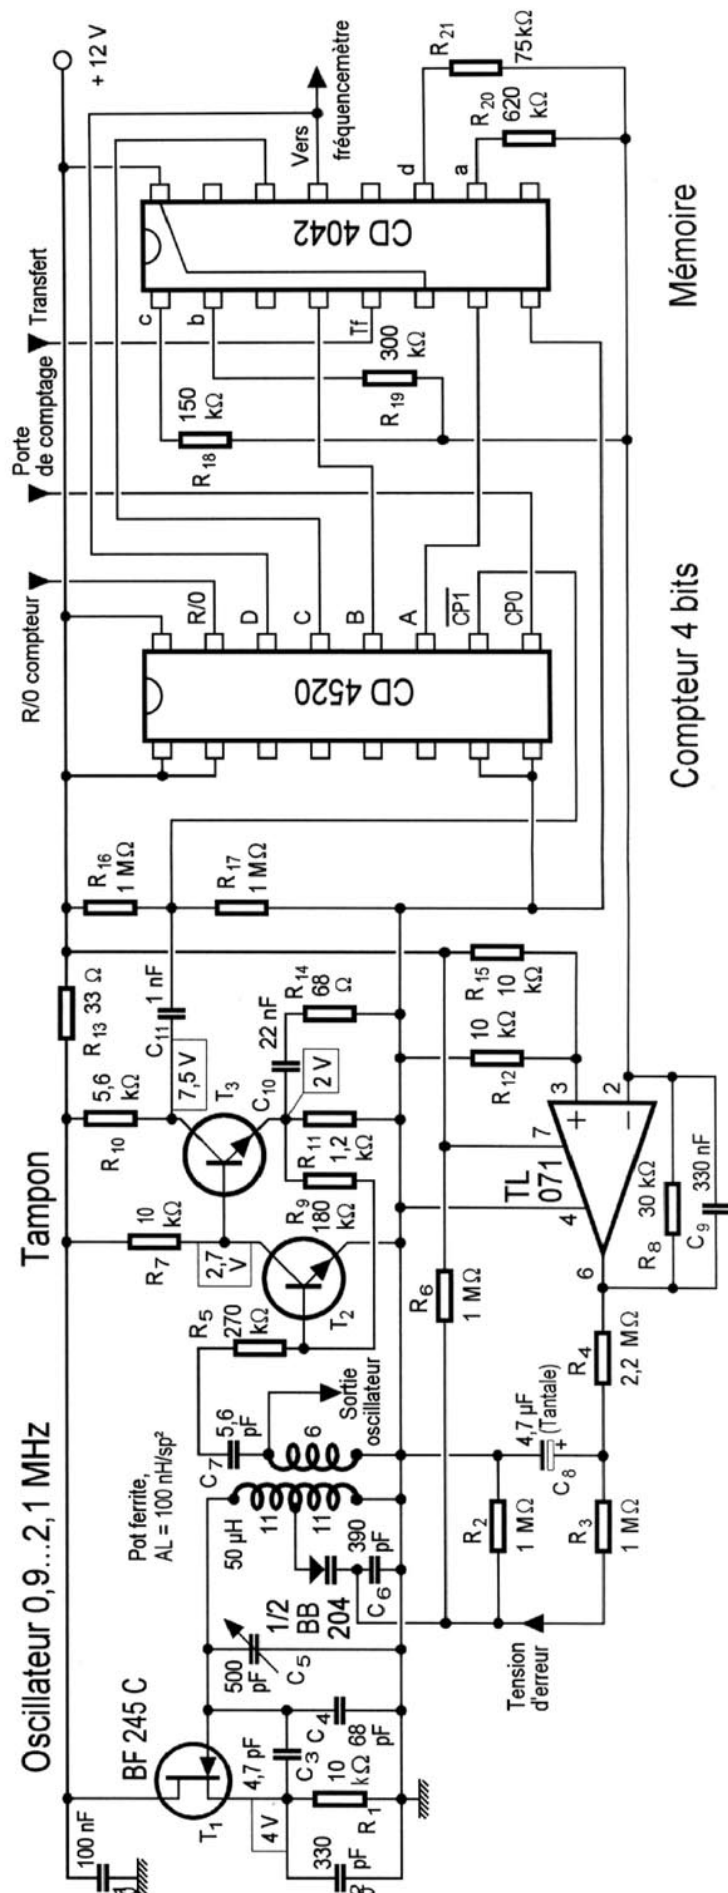 Oscillateur 0,9...2,1 MHz
Tampon
100 nF
BF 245 C
T1
4 V
330
pF
4,7 pF
C3
C4
68
pF
10
kΩ
R1
500
pF
C5
1/2
BB
204
390
pF
C6
Pot ferrite,
AL = 100 nH/sp²
50 µH
11
11
6
C7
5,6
pF
Sortie
oscillateur
R5
270
kΩ
T2
R7
10
kΩ
2,7
V
R9
180
kΩ
R10
5,6
kΩ
7,5 V
T3
C10
22 nF
2 V
R11
1,2
kΩ
R14
68
Ω
R13 33 Ω
C11
1 nF
R16
1 MΩ
R17
1 MΩ
Tension
d'erreur
R2
1 MΩ
R3
1 MΩ
4,7 µF
(Tantale)
+
C8
R4
2,2 MΩ
R6
1 MΩ
R8
30 kΩ
C9
330 nF
TL
071
6
4
7
3
2
+
−
R12
10
kΩ
R15
10
kΩ
R/0 compteur
Porte
de comptage
Transfert
+ 12 V
CD 4520
R/0
D
C
B
A
CP1
CP0
Compteur 4 bits
R18
150
kΩ
R19
300
kΩ
c
b
Tf
CD 4042
d
a
Vers
fréquencemètre
R20
620
kΩ
R21
75 kΩ
Mémoire